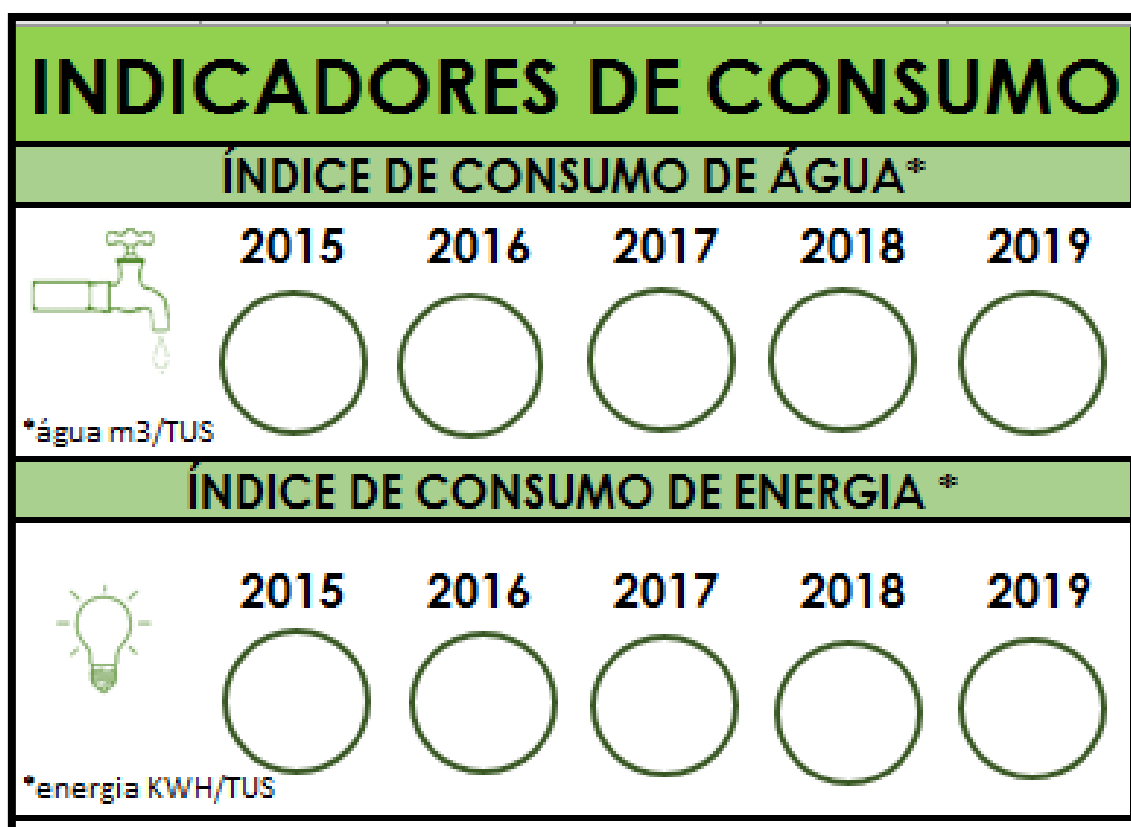 INDICADORES DE CONSUMO
ÍNDICE DE CONSUMO DE ÁGUA*
2015 2016 2017 2018 2019
*água m3/TUS
ÍNDICE DE CONSUMO DE ENERGIA *
2015 2016 2017 2018 2019
*energia KWH/TUS